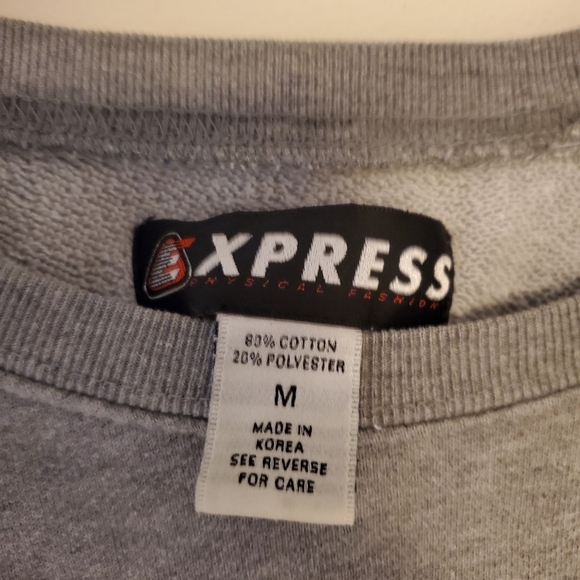 EXPRESS
PHYSICAL FASHION
80% COTTON
20% POLYESTER
M
MADE IN
KOREA
SEE REVERSE
FOR CARE